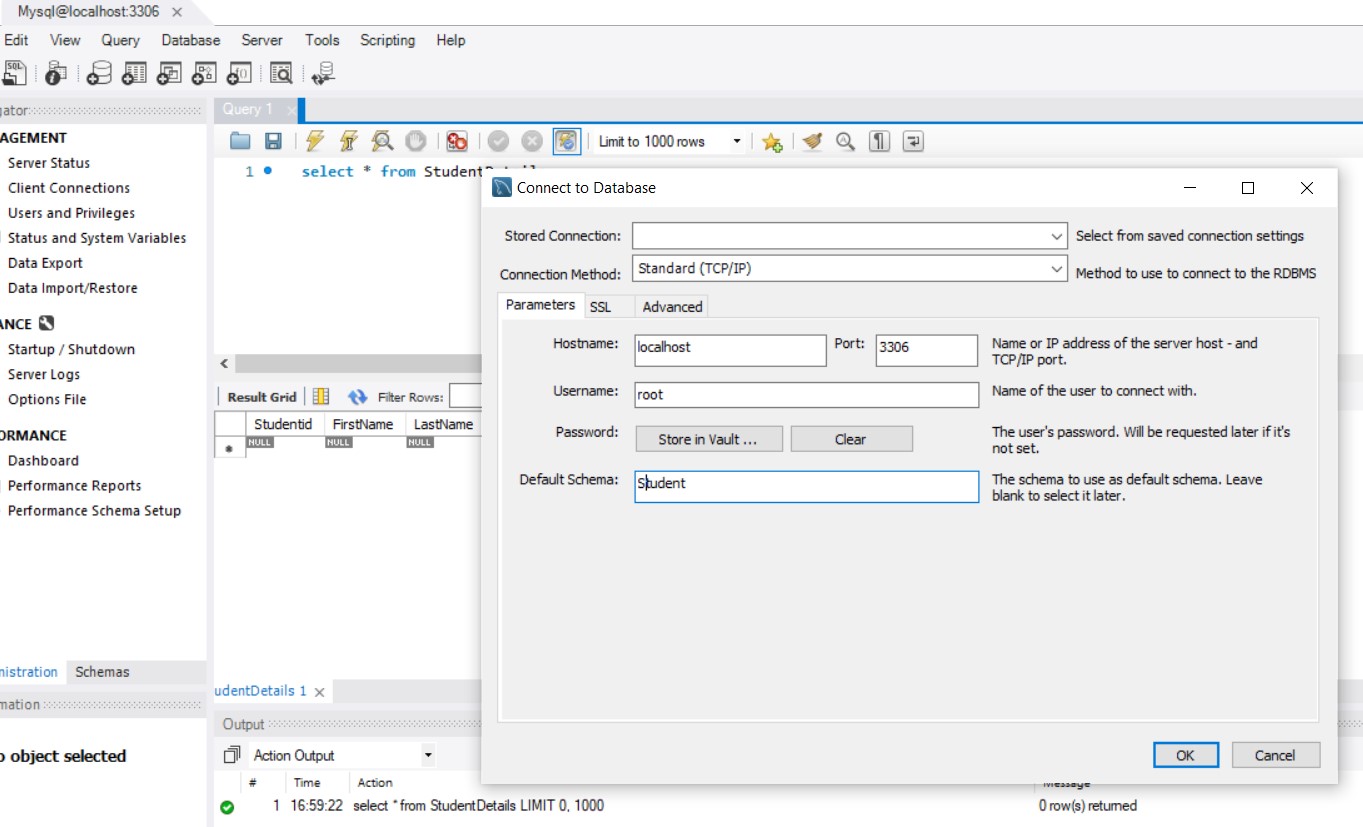 Mysql@localhost:3306
Edit View Query Database Server Tools Scripting Help
Query 1
AGEMENT
Server Status
Client Connections
Users and Privileges
Status and System Variables
Data Export
Data Import/Restore
ANCE
Startup / Shutdown
Server Logs
Options File
ORMANCE
Dashboard
Performance Reports
Performance Schema Setup
nistration Schemas
mation
object selected
Limit to 1000 rows
1 select * from StudentDetails
Result Grid Filter Rows:
Studentid FirstName LastName
NULL NULL NULL
udentDetails 1
Output
Action Output
# Time Action Message
1 16:59:22 select * from StudentDetails LIMIT 0, 1000 0 row(s) returned
Connect to Database
Stored Connection: Select from saved connection settings
Connection Method: Standard (TCP/IP) Method to use to connect to the RDBMS
Parameters SSL Advanced
Hostname: localhost Port: 3306 Name or IP address of the server host - and
TCP/IP port.
Username: root Name of the user to connect with.
Password: Store in Vault ... Clear The user's password. Will be requested later if it's
not set.
Default Schema: Student The schema to use as default schema. Leave
blank to select it later.
OK Cancel